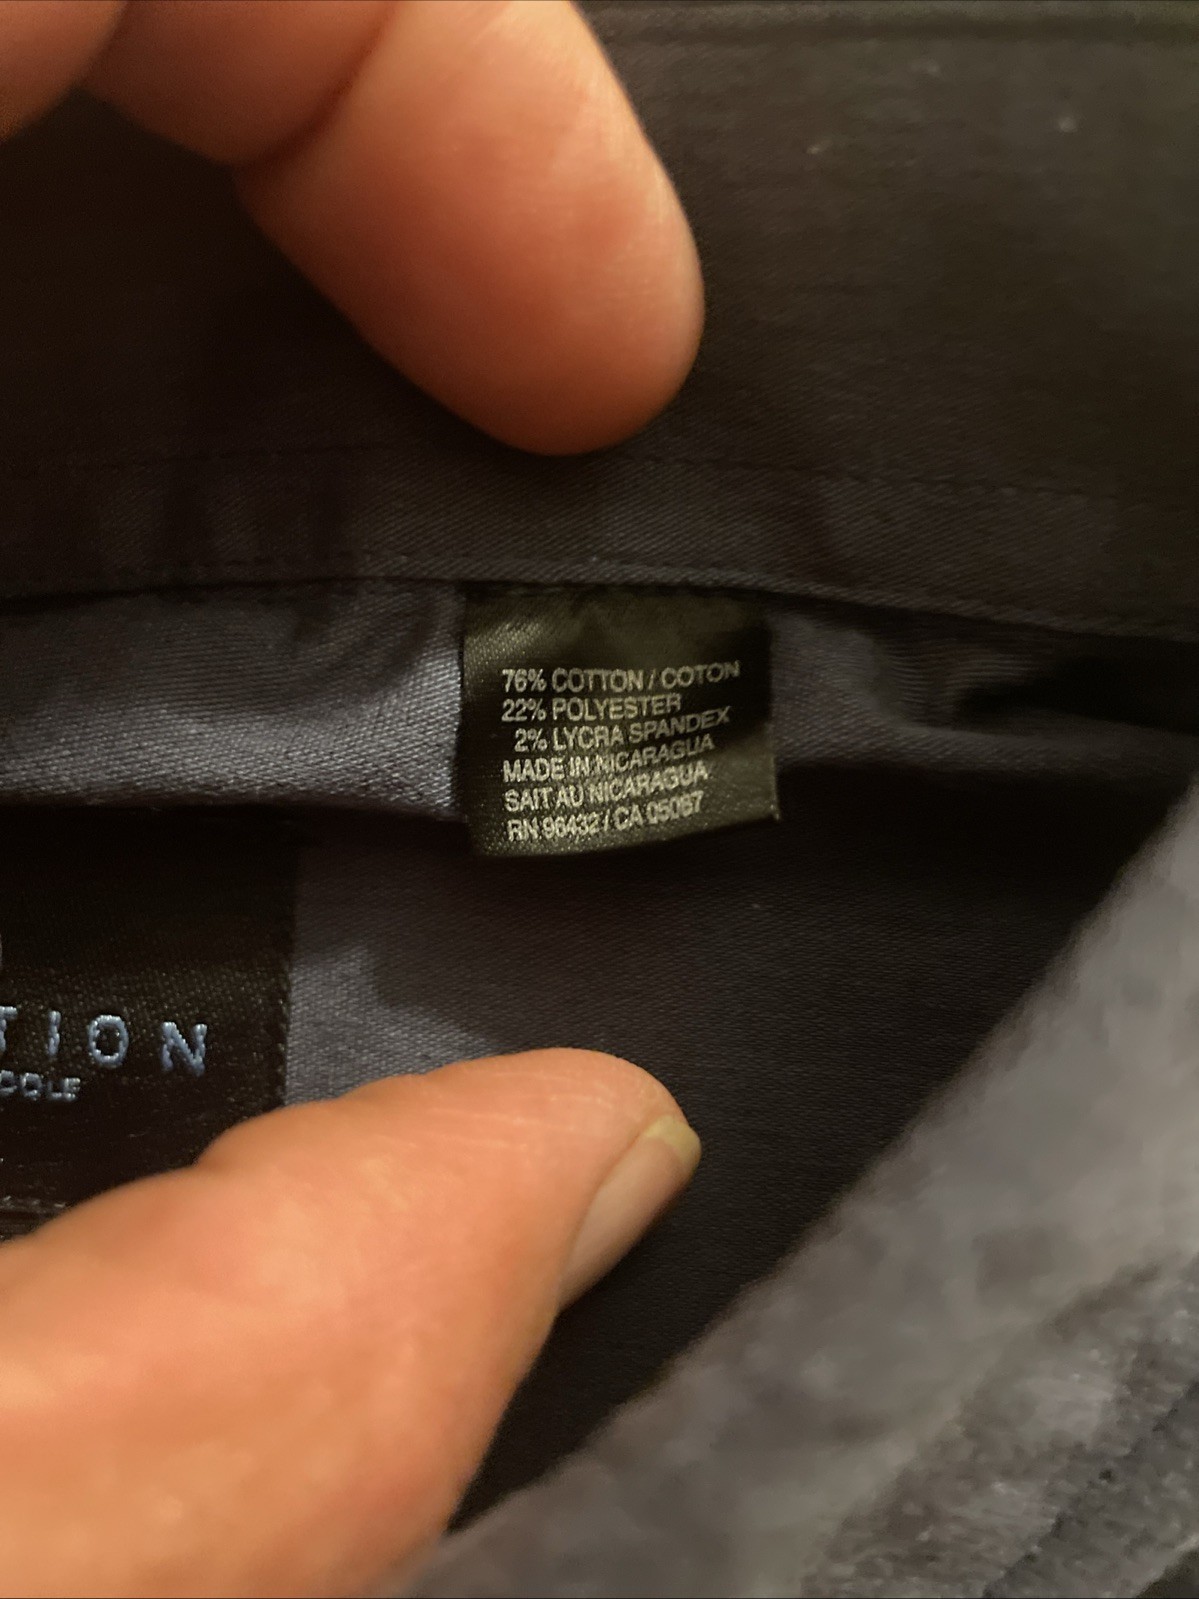 76% COTTON / COTON
22% POLYESTER
2% LYCRA SPANDEX
MADE IN NICARAGUA
SAIT AU NICARAGUA
RN 96432 / CA 05067
TION
COLE